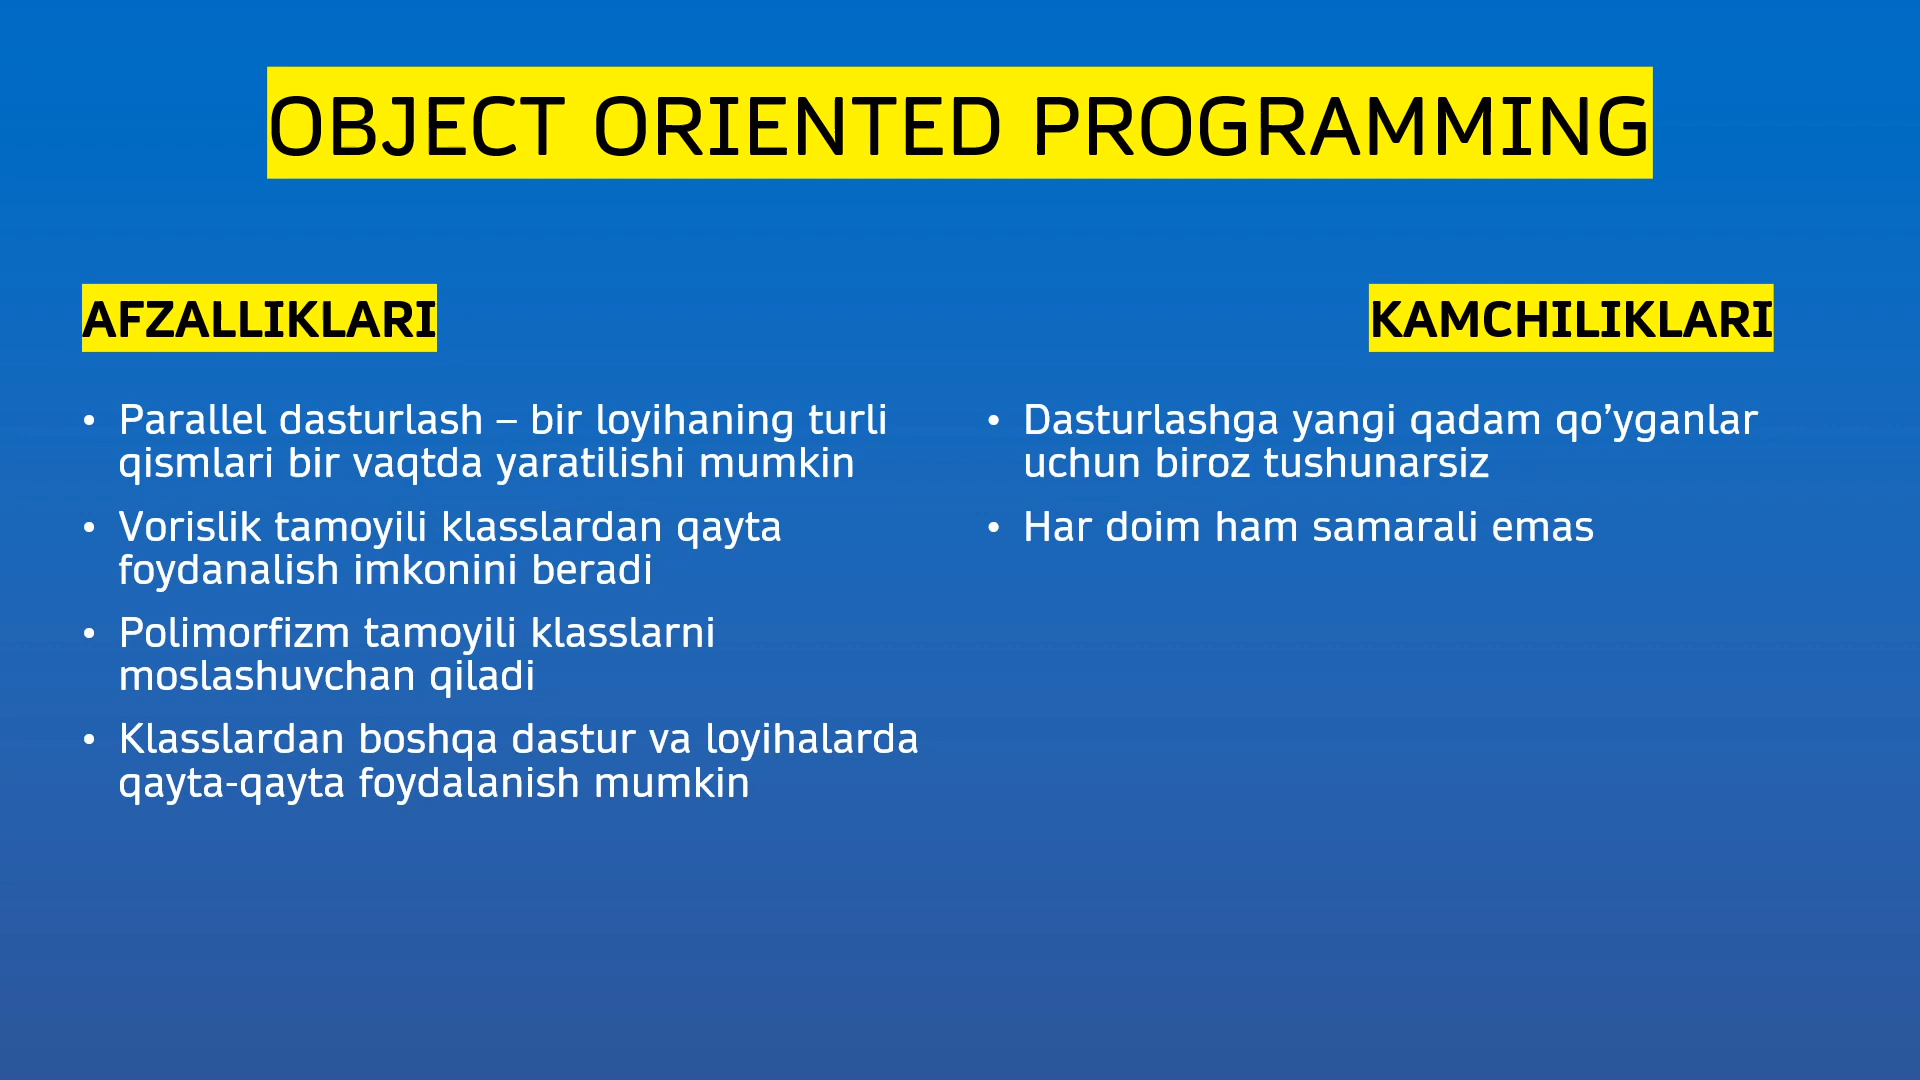 OBJECT ORIENTED PROGRAMMING
AFZALLIKLARI
• Parallel dasturlash – bir loyihaning turli
qismlari bir vaqtda yaratilishi mumkin
• Vorislik tamoyili klasslardan qayta
foydanalish imkonini beradi
• Polimorfizm tamoyili klasslarni
moslashuvchan qiladi
• Klasslardan boshqa dastur va loyihalarda
qayta-qayta foydalanish mumkin
KAMCHILIKLARI
• Dasturlashga yangi qadam qo’yganlar
uchun biroz tushunarsiz
• Har doim ham samarali emas